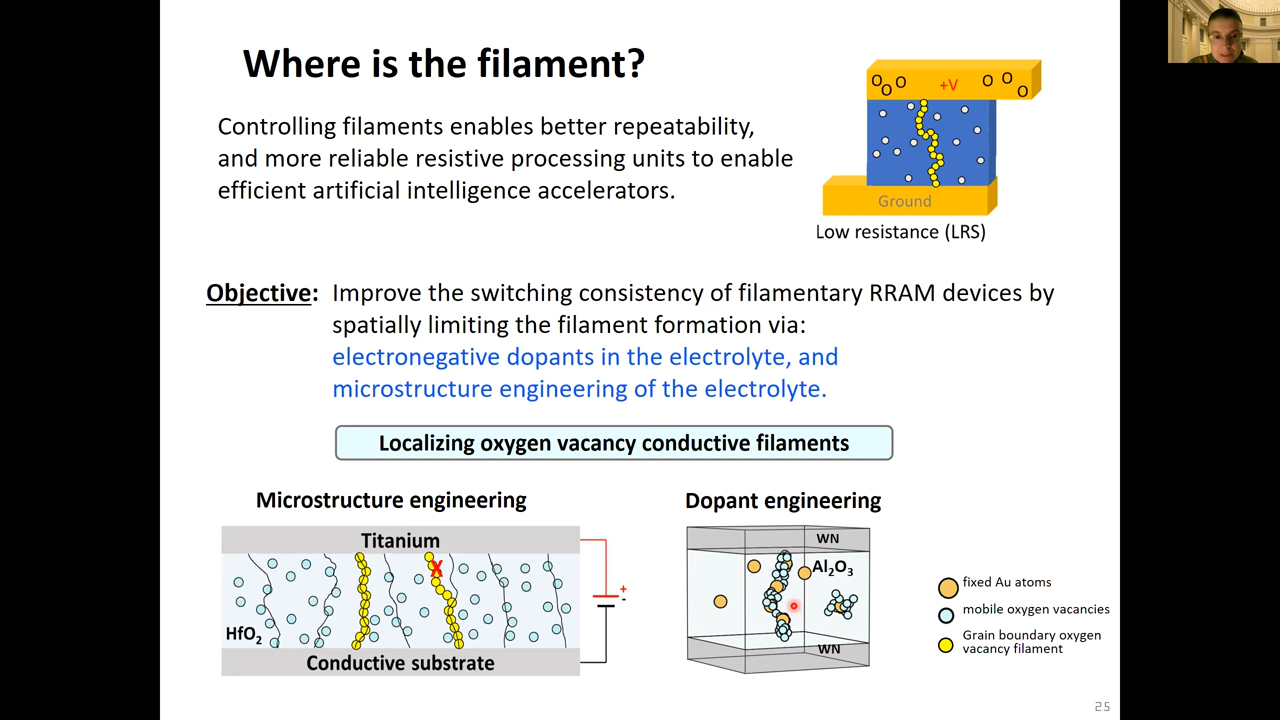 Where is the filament?
Controlling filaments enables better repeatability,
and more reliable resistive processing units to enable
efficient artificial intelligence accelerators.
O O O +V O O O
Ground
Low resistance (LRS)
Objective: Improve the switching consistency of filamentary RRAM devices by
spatially limiting the filament formation via:
electronegative dopants in the electrolyte, and
microstructure engineering of the electrolyte.
Localizing oxygen vacancy conductive filaments
Microstructure engineering
Titanium
X
+
-
HfO₂
Conductive substrate
Dopant engineering
WN
Al₂O₃
WN
fixed Au atoms
mobile oxygen vacancies
Grain boundary oxygen
vacancy filament
25